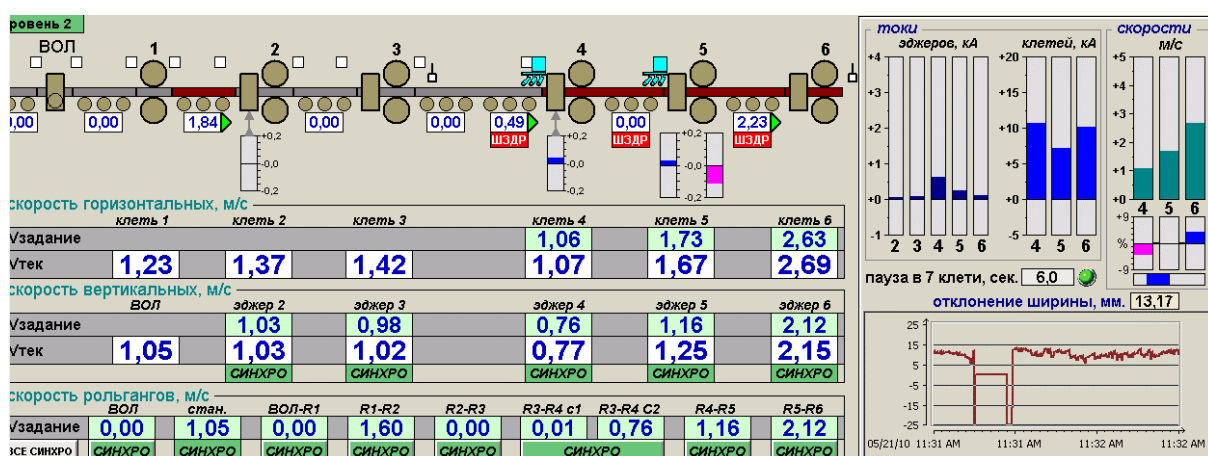 ровень 2
ВОЛ 1 2 3 4 5 6
0,00 0,00 1,84 0,00 0,00 0,49 0,00 2,23
ШЗДР ШЗДР ШЗДР
+0,2 +0,2 +0,2
-0,0 -0,0 -0,0
-0,2 -0,2 -0,2
скорость горизонтальных, м/с
клеть 1 клеть 2 клеть 3 клеть 4 клеть 5 клеть 6
Vзадание 1,06 1,73 2,63
Vтек 1,23 1,37 1,42 1,07 1,67 2,69
скорость вертикальных, м/с
ВОЛ эджер 2 эджер 3 эджер 4 эджер 5 эджер 6
Vзадание 1,03 0,98 0,76 1,16 2,12
Vтек 1,05 1,03 1,02 0,77 1,25 2,15
СИНХРО СИНХРО СИНХРО СИНХРО СИНХРО
скорость рольгангов, м/с
ВОЛ стан. ВОЛ-R1 R1-R2 R2-R3 R3-R4 c1 R3-R4 C2 R4-R5 R5-R6
Vзадание 0,00 1,05 0,00 1,60 0,00 0,01 0,76 1,16 2,12
ВСЕ СИНХРО СИНХРО СИНХРО СИНХРО СИНХРО СИНХРО СИНХРО СИНХРО СИНХРО
токи
эджеров, кА клетей, кА
+4 +20
+3 +15
+2 +10
+1 +5
+0 +0
-1 -5
2 3 4 5 6 4 5 6
скорости
м/с
+5
+4
+3
+2
+1
+0
4 5 6
+9
%
-9
пауза в 7 клети, сек. 6,0
отклонение ширины, мм. 13,17
25
15
5
-5
-15
-25
05/21/10 11:31 AM 11:31 AM 11:32 AM 11:32 AM